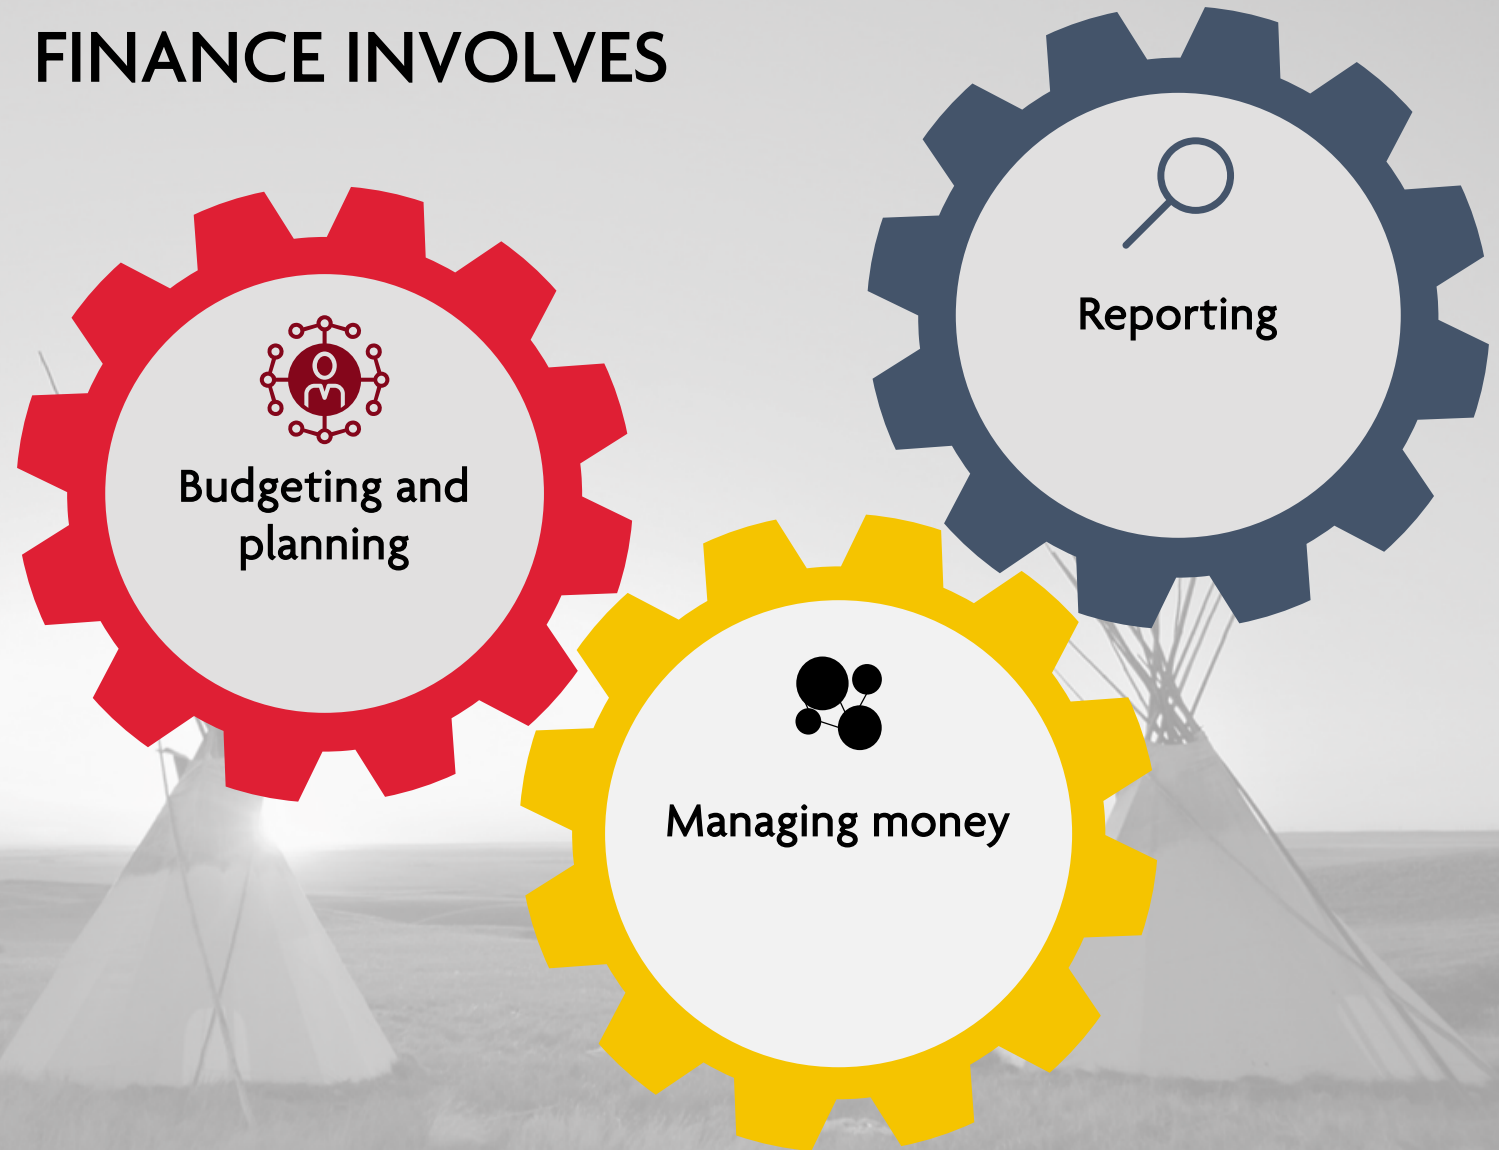 FINANCE INVOLVES
Budgeting and
planning
Managing money
Reporting